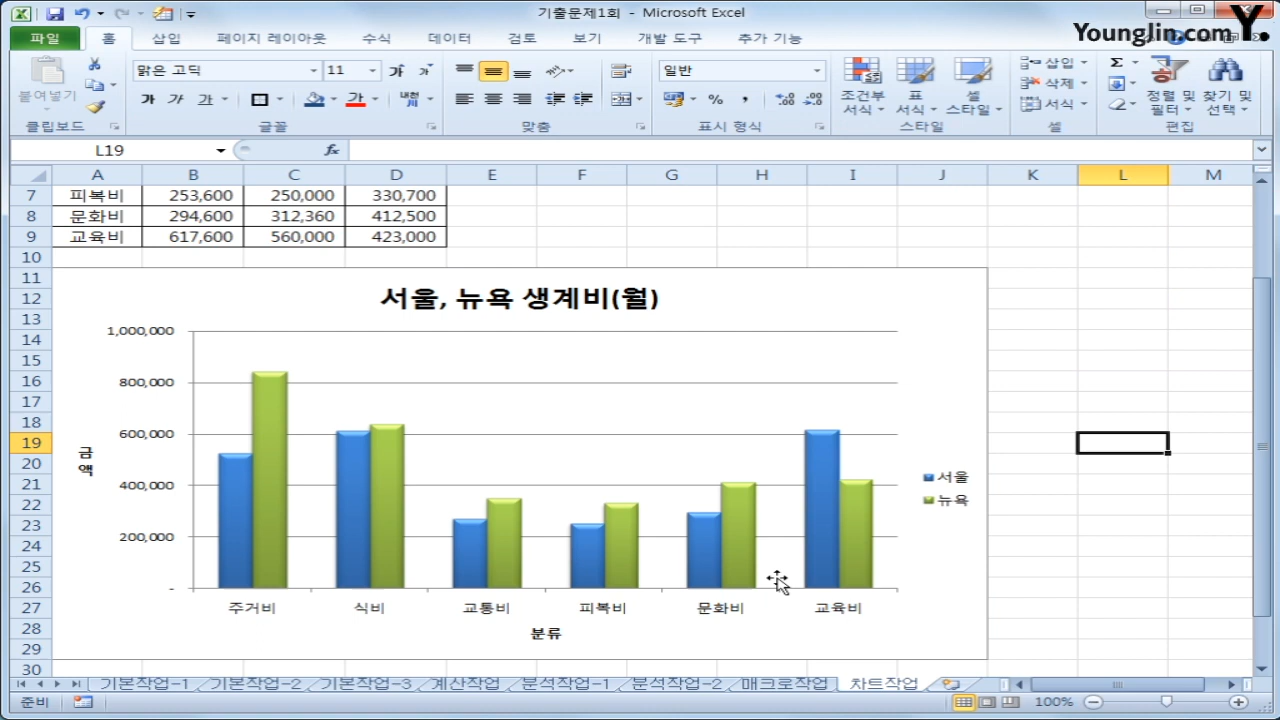 기출문제1회 - Microsoft Excel
Younglin.com Y.
파일 홈 삽입 페이지 레이아웃 수식 데이터 검토 보기 개발 도구 추가 기능
붙여넣기 맑은 고딕 11 가 가 일반 조건부 서식 표 서식 셀 스타일 삽입 삭제 서식 Σ 정렬 및 필터 찾기 및 선택
가 가 가 가 내천 % ,
클립보드 글꼴 맞춤 표시 형식 스타일 셀 편집
L19 fx
A B C D E F G H I J K L M
7 피복비 253,600 250,000 330,700
8 문화비 294,600 312,360 412,500
9 교육비 617,600 560,000 423,000
10
11
12
13
14
15
16
17
18
19
20
21
22
23
24
25
26
27
28
29
30
서울, 뉴욕 생계비(월)
1,000,000
800,000
600,000
400,000
200,000
-
금액
서울
뉴욕
주거비 식비 교통비 피복비 문화비 교육비
분류
기본작업-1 기본작업-2 기본작업-3 계산작업 분석작업-1 분석작업-2 매크로작업 차트작업
준비 100%